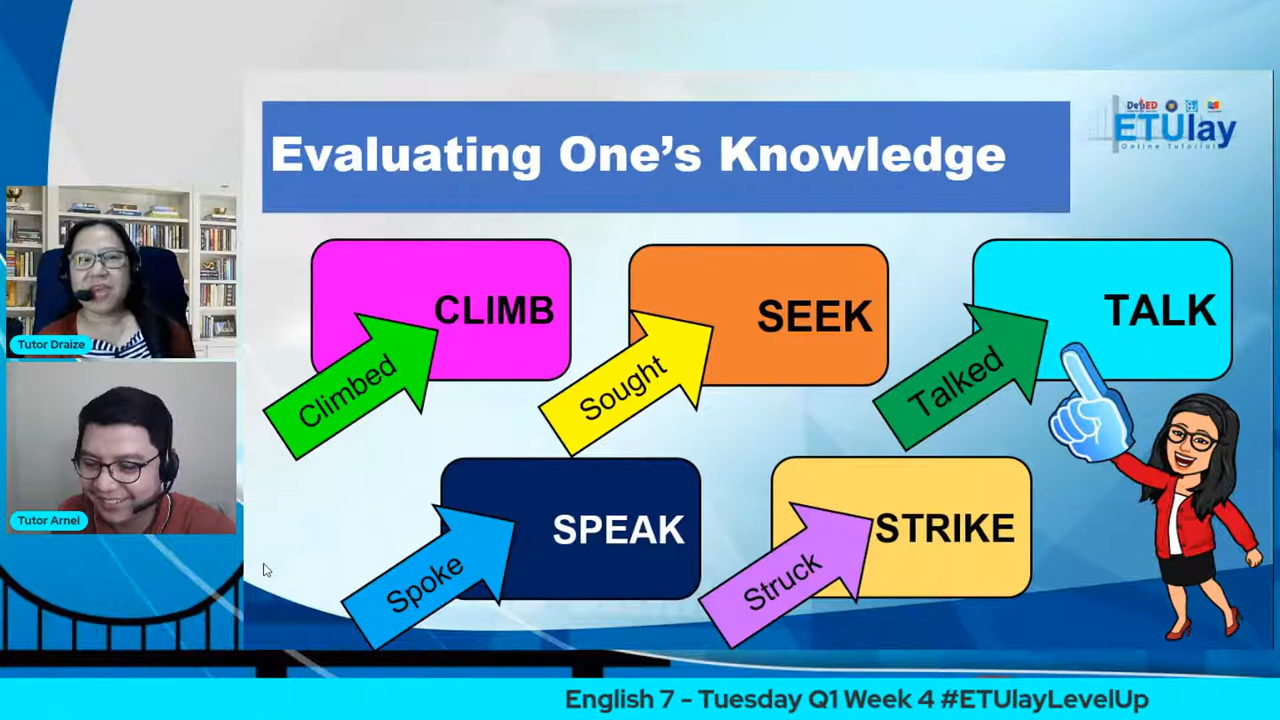 Evaluating One's Knowledge
DepED
ETUlay
Online Tutorial
CLIMB
Climbed
SEEK
Sought
TALK
Talked
Tutor Draize
SPEAK
Spoke
STRIKE
Struck
Tutor Arnel
English 7 - Tuesday Q1 Week 4 #ETUlayLevelUp